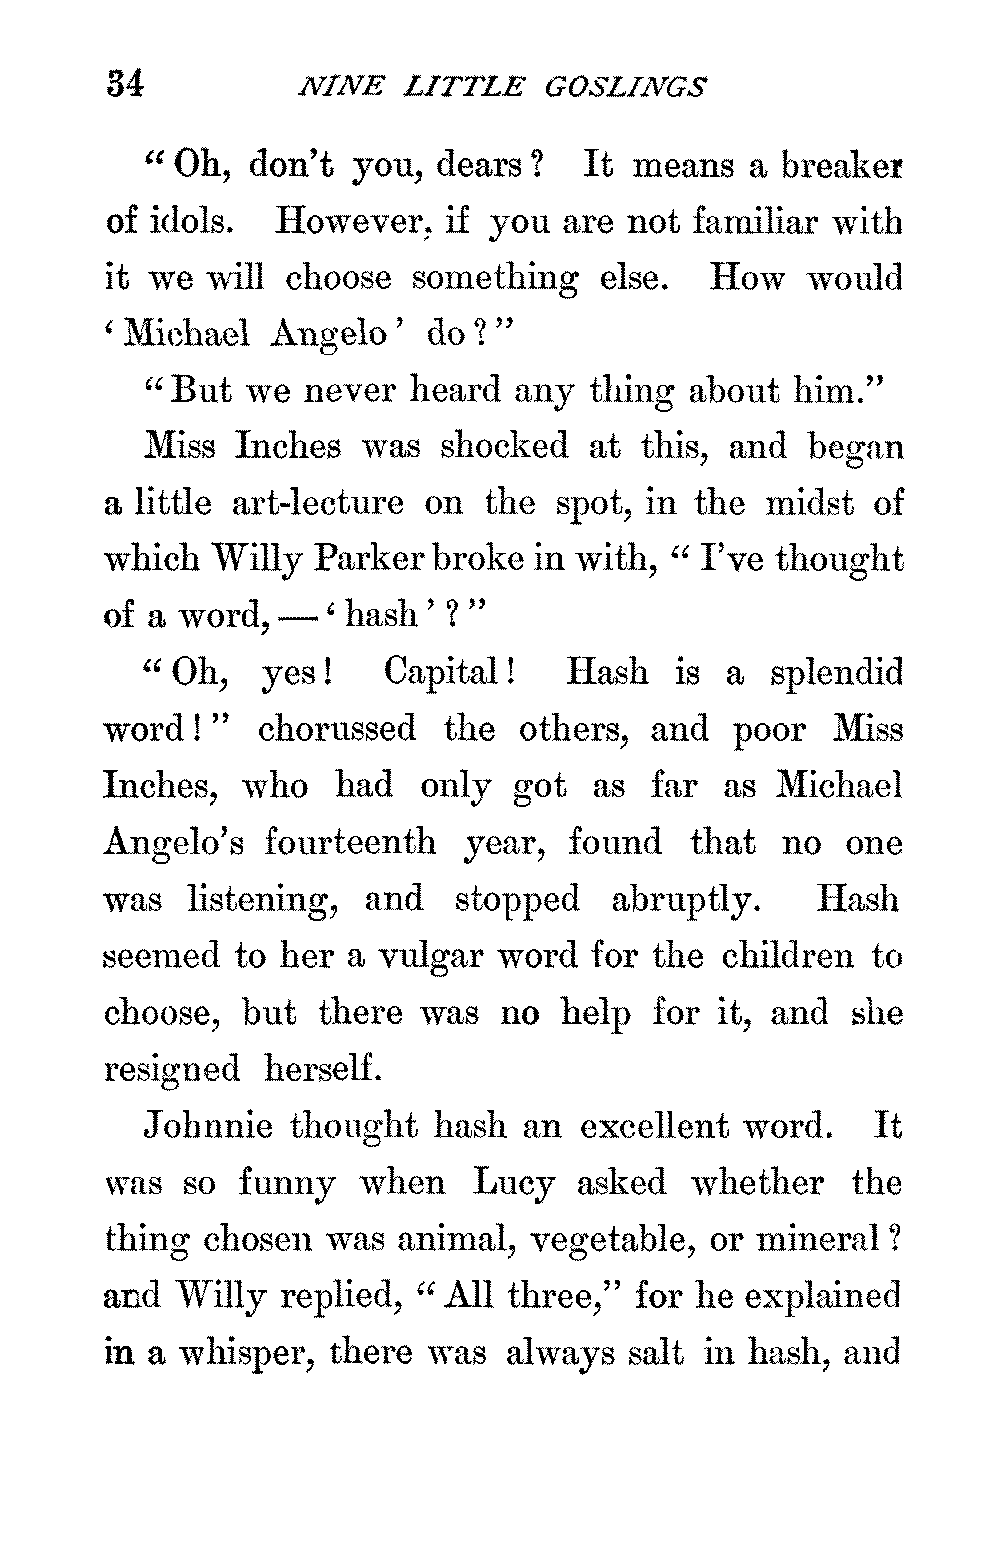 34 NINE LITTLE GOSLINGS
“Oh, don’t you, dears? It means a breaker
of idols. However, if you are not familiar with
it we will choose something else. How would
‘Michael Angelo’ do?”
“But we never heard any thing about him.”
Miss Inches was shocked at this, and began
a little art-lecture on the spot, in the midst of
which Willy Parker broke in with, “I’ve thought
of a word,—‘hash’?”
“Oh, yes! Capital! Hash is a splendid
word!” chorussed the others, and poor Miss
Inches, who had only got as far as Michael
Angelo’s fourteenth year, found that no one
was listening, and stopped abruptly. Hash
seemed to her a vulgar word for the children to
choose, but there was no help for it, and she
resigned herself.
Johnnie thought hash an excellent word. It
was so funny when Lucy asked whether the
thing chosen was animal, vegetable, or mineral?
and Willy replied, “All three,” for he explained
in a whisper, there was always salt in hash, and